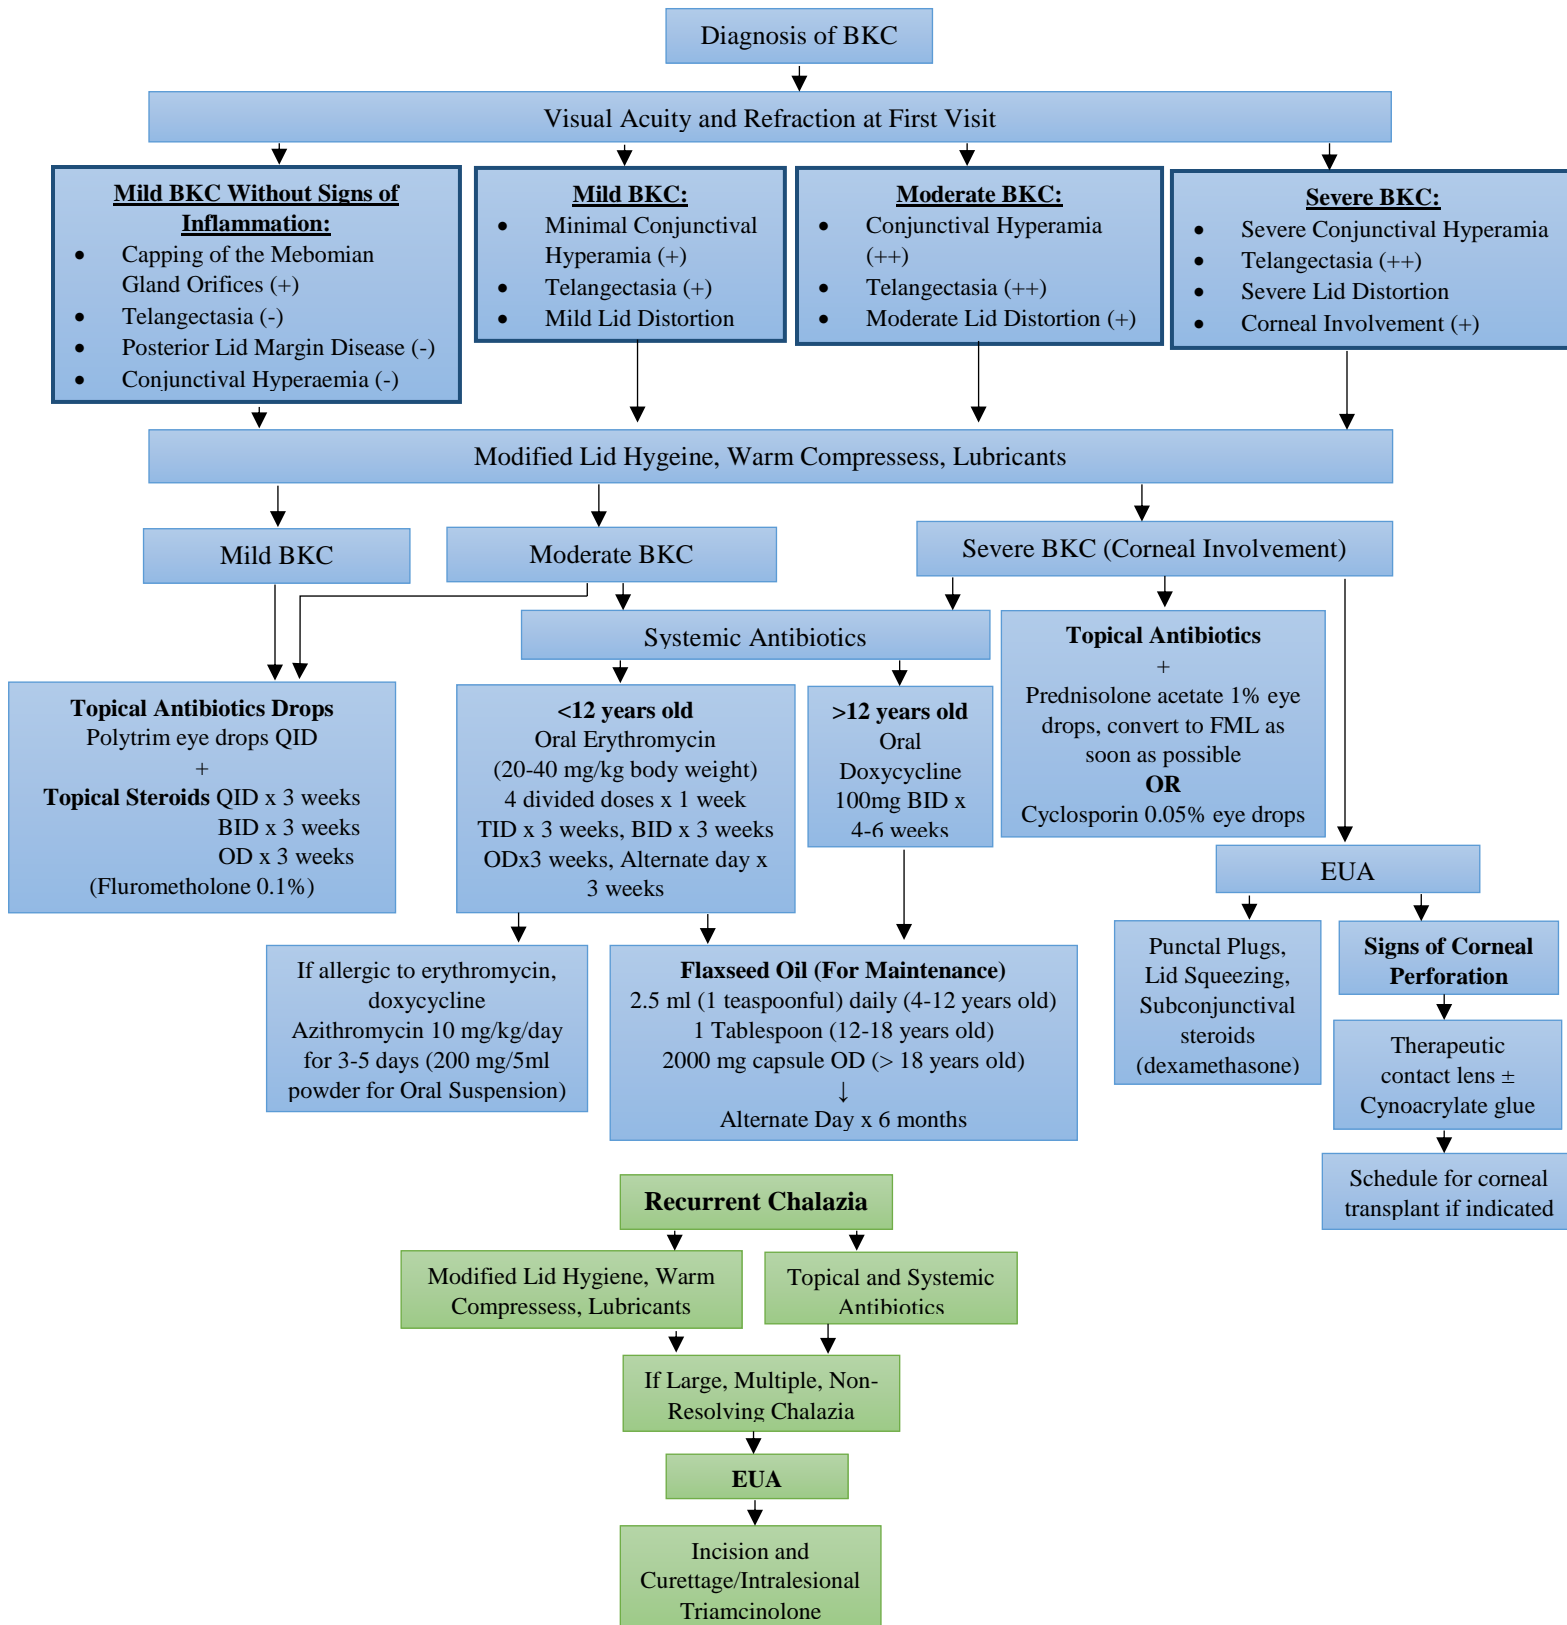 Diagnosis of BKC
Visual Acuity and Refraction at First Visit
Mild BKC Without Signs of
Inflammation:
• Capping of the Mebomian
Gland Orifices (+)
• Telangectasia (-)
• Posterior Lid Margin Disease (-)
• Conjunctival Hyperaemia (-)
Mild BKC:
• Minimal Conjunctival
Hyperamia (+)
• Telangectasia (+)
• Mild Lid Distortion
Moderate BKC:
• Conjunctival Hyperamia
(++)
• Telangectasia (++)
• Moderate Lid Distortion (+)
Severe BKC:
• Severe Conjunctival Hyperamia
• Telangectasia (++)
• Severe Lid Distortion
• Corneal Involvement (+)
Modified Lid Hygeine, Warm Compressess, Lubricants
Mild BKC
Moderate BKC
Severe BKC (Corneal Involvement)
Systemic Antibiotics
Topical Antibiotics Drops
Polytrim eye drops QID
+
Topical Steroids QID x 3 weeks
BID x 3 weeks
OD x 3 weeks
(Flurometholone 0.1%)
<12 years old
Oral Erythromycin
(20-40 mg/kg body weight)
4 divided doses x 1 week
TID x 3 weeks, BID x 3 weeks
ODx3 weeks, Alternate day x
3 weeks
>12 years old
Oral
Doxycycline
100mg BID x
4-6 weeks
Topical Antibiotics
+
Prednisolone acetate 1% eye
drops, convert to FML as
soon as possible
OR
Cyclosporin 0.05% eye drops
EUA
If allergic to erythromycin,
doxycycline
Azithromycin 10 mg/kg/day
for 3-5 days (200 mg/5ml
powder for Oral Suspension)
Flaxseed Oil (For Maintenance)
2.5 ml (1 teaspoonful) daily (4-12 years old)
1 Tablespoon (12-18 years old)
2000 mg capsule OD (> 18 years old)
↓
Alternate Day x 6 months
Punctal Plugs,
Lid Squeezing,
Subconjunctival
steroids
(dexamethasone)
Signs of Corneal
Perforation
Therapeutic
contact lens ±
Cynoacrylate glue
Schedule for corneal
transplant if indicated
Recurrent Chalazia
Modified Lid Hygiene, Warm
Compressess, Lubricants
Topical and Systemic
Antibiotics
If Large, Multiple, Non-
Resolving Chalazia
EUA
Incision and
Curettage/Intralesional
Triamcinolone